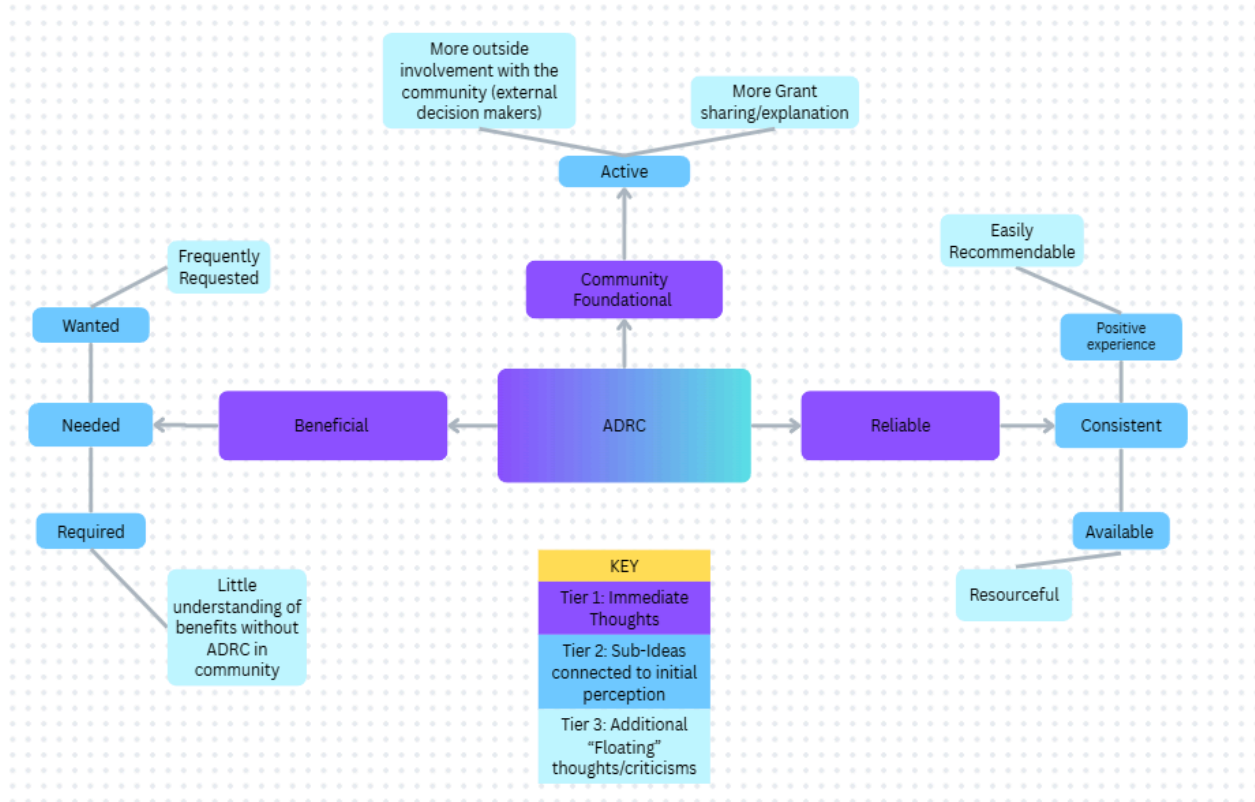 More outside
involvement with the
community (external
decision makers)
More Grant
sharing/explanation
Active
Frequently
Requested
Easily
Recommendable
Community
Foundational
Wanted
Positive
experience
Needed
Beneficial
ADRC
Reliable
Consistent
Required
Available
KEY
Little
understanding of
benefits without
ADRC in
community
Tier 1: Immediate
Thoughts
Resourceful
Tier 2: Sub-Ideas
connected to initial
perception
Tier 3: Additional
“Floating”
thoughts/criticisms